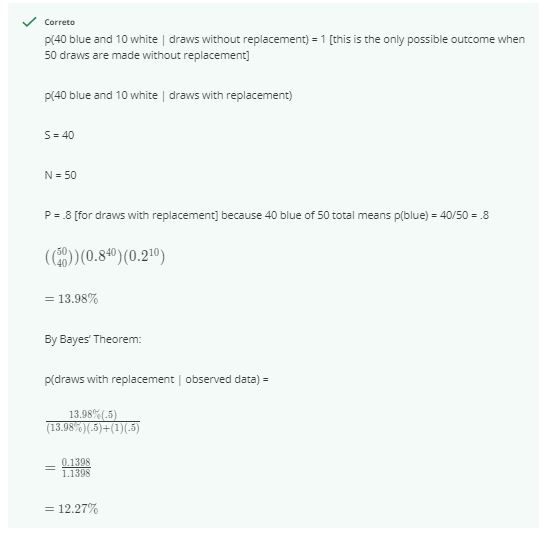 Correto
p(40 blue and 10 white | draws without replacement) = 1 [this is the only possible outcome when
50 draws are made without replacement]
p(40 blue and 10 white | draws with replacement)
S = 40
N = 50
P = .8 [for draws with replacement] because 40 blue of 50 total means p(blue) = 40/50 = .8
((50 40))(0.8^40)(0.2^10)
= 13.98%
By Bayes' Theorem:
p(draws with replacement | observed data) =
13.98%(.5)
(13.98%)(.5)+(1)(.5)
= 0.1398
1.1398
= 12.27%